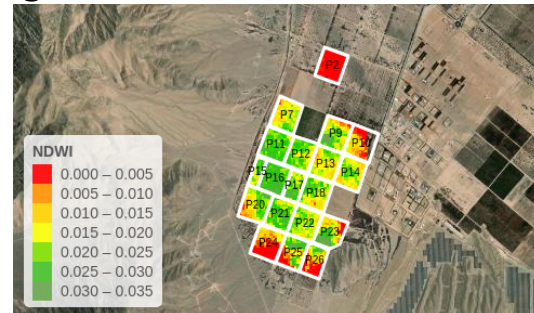 P2
P7
P9
P10
P11
P12
P13
P14
P15
P16
P17
P18
P20
P21
P22
P23
P24
P25
P26
NDWI
0.000 – 0.005
0.005 – 0.010
0.010 – 0.015
0.015 – 0.020
0.020 – 0.025
0.025 – 0.030
0.030 – 0.035